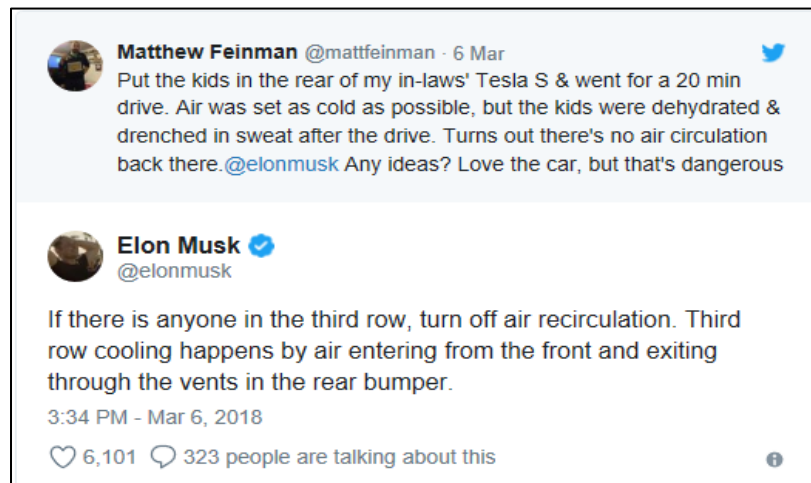 Matthew Feinman @mattfeinman · 6 Mar
Put the kids in the rear of my in-laws' Tesla S & went for a 20 min
drive. Air was set as cold as possible, but the kids were dehydrated &
drenched in sweat after the drive. Turns out there's no air circulation
back there.@elonmusk Any ideas? Love the car, but that's dangerous
Elon Musk
@elonmusk
If there is anyone in the third row, turn off air recirculation. Third
row cooling happens by air entering from the front and exiting
through the vents in the rear bumper.
3:34 PM - Mar 6, 2018
6,101 323 people are talking about this